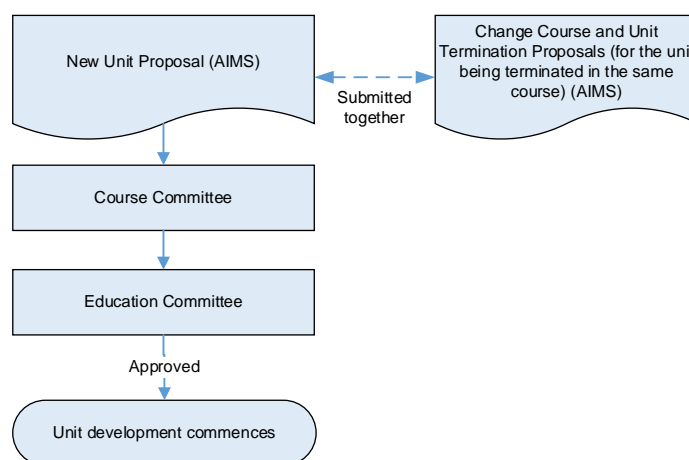 New Unit Proposal (AIMS)
Change Course and Unit
Termination Proposals (for the unit
being terminated in the same
course) (AIMS)
Submitted
together
Course Committee
Education Committee
Approved
Unit development commences